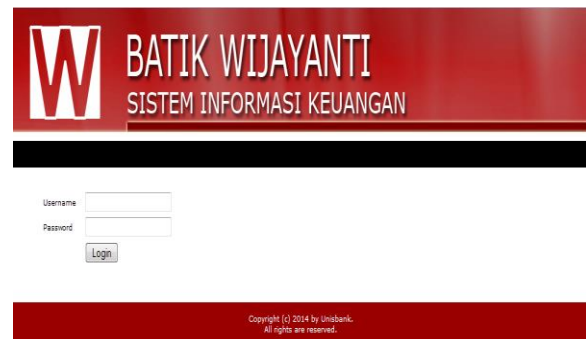 W
BATIK WIJAYANTI
SISTEM INFORMASI KEUANGAN
Username
Password
Login
Copyright (c) 2014 by Unisbank.
All rights are reserved.